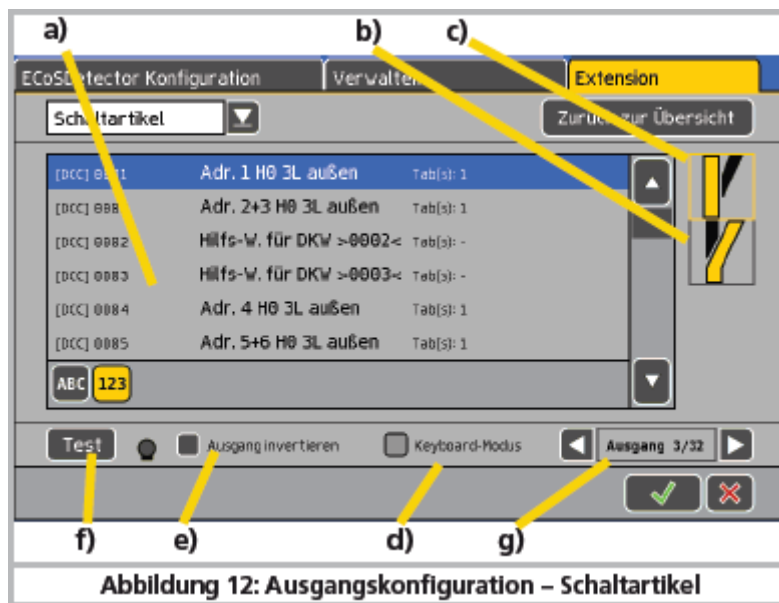 a) b) c)
ECoSDetector Konfiguration Verwalten Extension
Schaltartikel Zurück zur Übersicht
[DCC] Adr. 1 H0 3L außen Tab(s): 1
[DCC] Adr. 2+3 H0 3L außen Tab(s): 1
[DCC] 0082 Hilfs-W. für DKW >0002< Tab(s): -
[DCC] 0083 Hilfs-W. für DKW >0003< Tab(s): -
[DCC] 0084 Adr. 4 H0 3L außen Tab(s): 1
[DCC] 0085 Adr. 5+6 H0 3L außen Tab(s): 1
ABC 123
Test Ausgang invertieren Keyboard-Modus Ausgang 3/32
f) e) d) g)
Abbildung 12: Ausgangskonfiguration – Schaltartikel